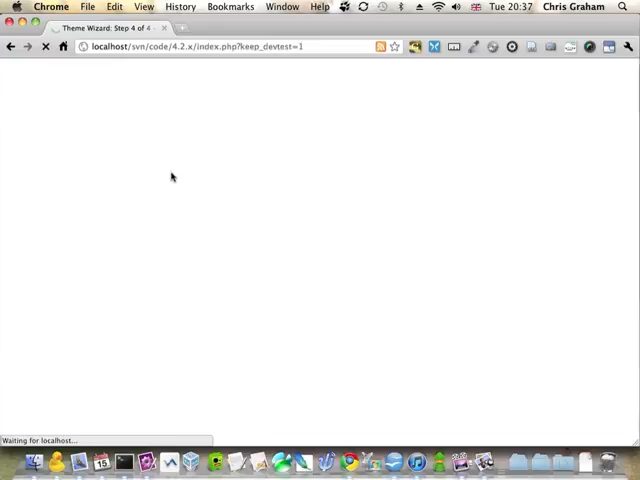 Chrome File Edit View History Bookmarks Window Help Tue 20:37 Chris Graham
Theme Wizard: Step 4 of 4 -
localhost/svn/code/4.2.x/index.php?keep_devtest=1
Waiting for localhost...
15